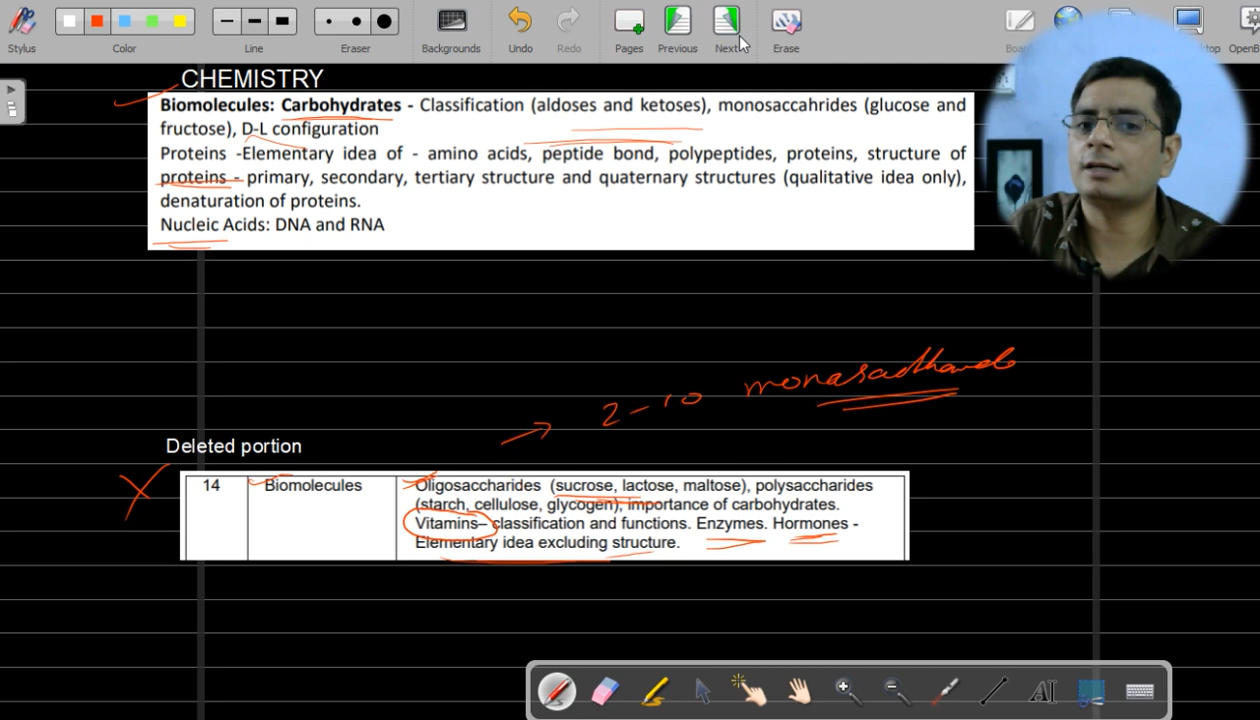 Stylus
Color
Line
Eraser
Backgrounds
Undo
Redo
Pages
Previous
Next
Erase
CHEMISTRY
Biomolecules: Carbohydrates - Classification (aldoses and ketoses), monosaccahrides (glucose and
fructose), D-L configuration
Proteins -Elementary idea of - amino acids, peptide bond, polypeptides, proteins, structure of
proteins - primary, secondary, tertiary structure and quaternary structures (qualitative idea only),
denaturation of proteins.
Nucleic Acids: DNA and RNA
2-10
Deleted portion
14 Biomolecules Oligosaccharides (sucrose, lactose, maltose), polysaccharides
(starch, cellulose, glycogen), importance of carbohydrates.
Vitamins– classification and functions. Enzymes. Hormones -
Elementary idea excluding structure.